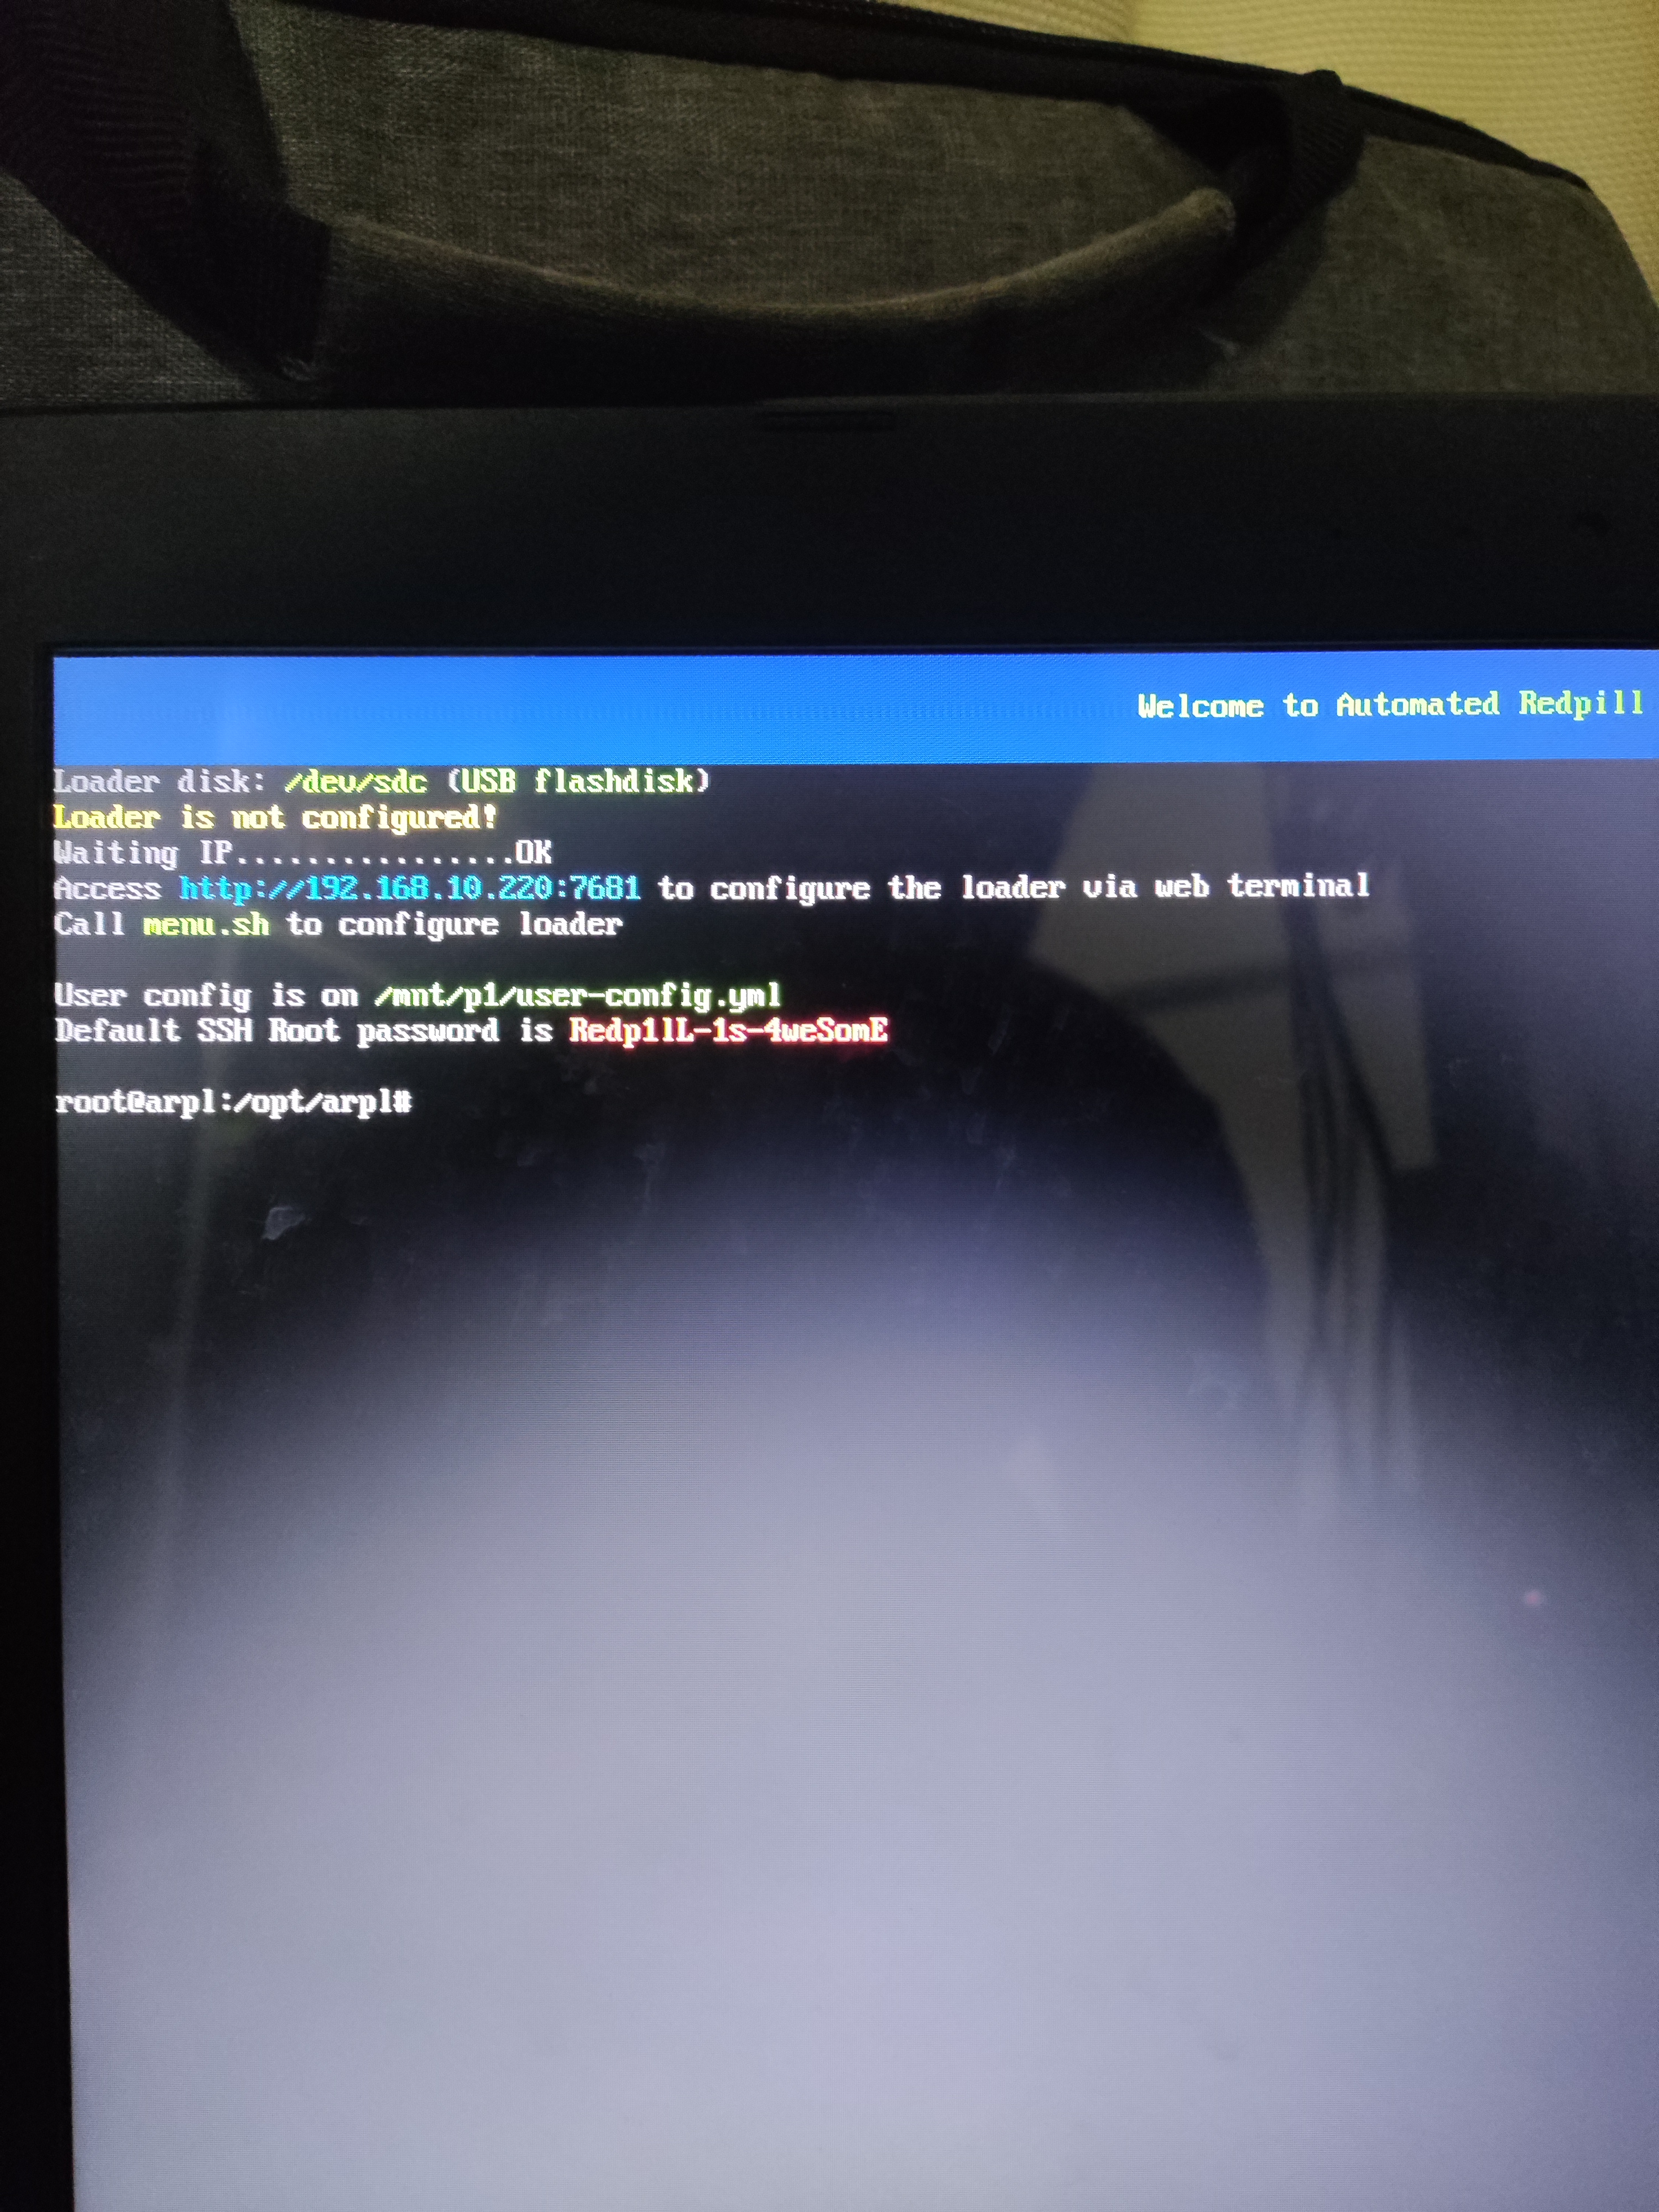 Welcome to Automated Redpill
Loader disk: /dev/sdc (USB flashdisk)
Loader is not configured!
Waiting IP................OK
Access http://192.168.10.220:7681 to configure the loader via web terminal
Call menu.sh to configure loader
User config is on /mnt/p1/user-config.yml
Default SSH Root password is Redp1lL-1s-4weSomE
root@arpl:/opt/arpl#